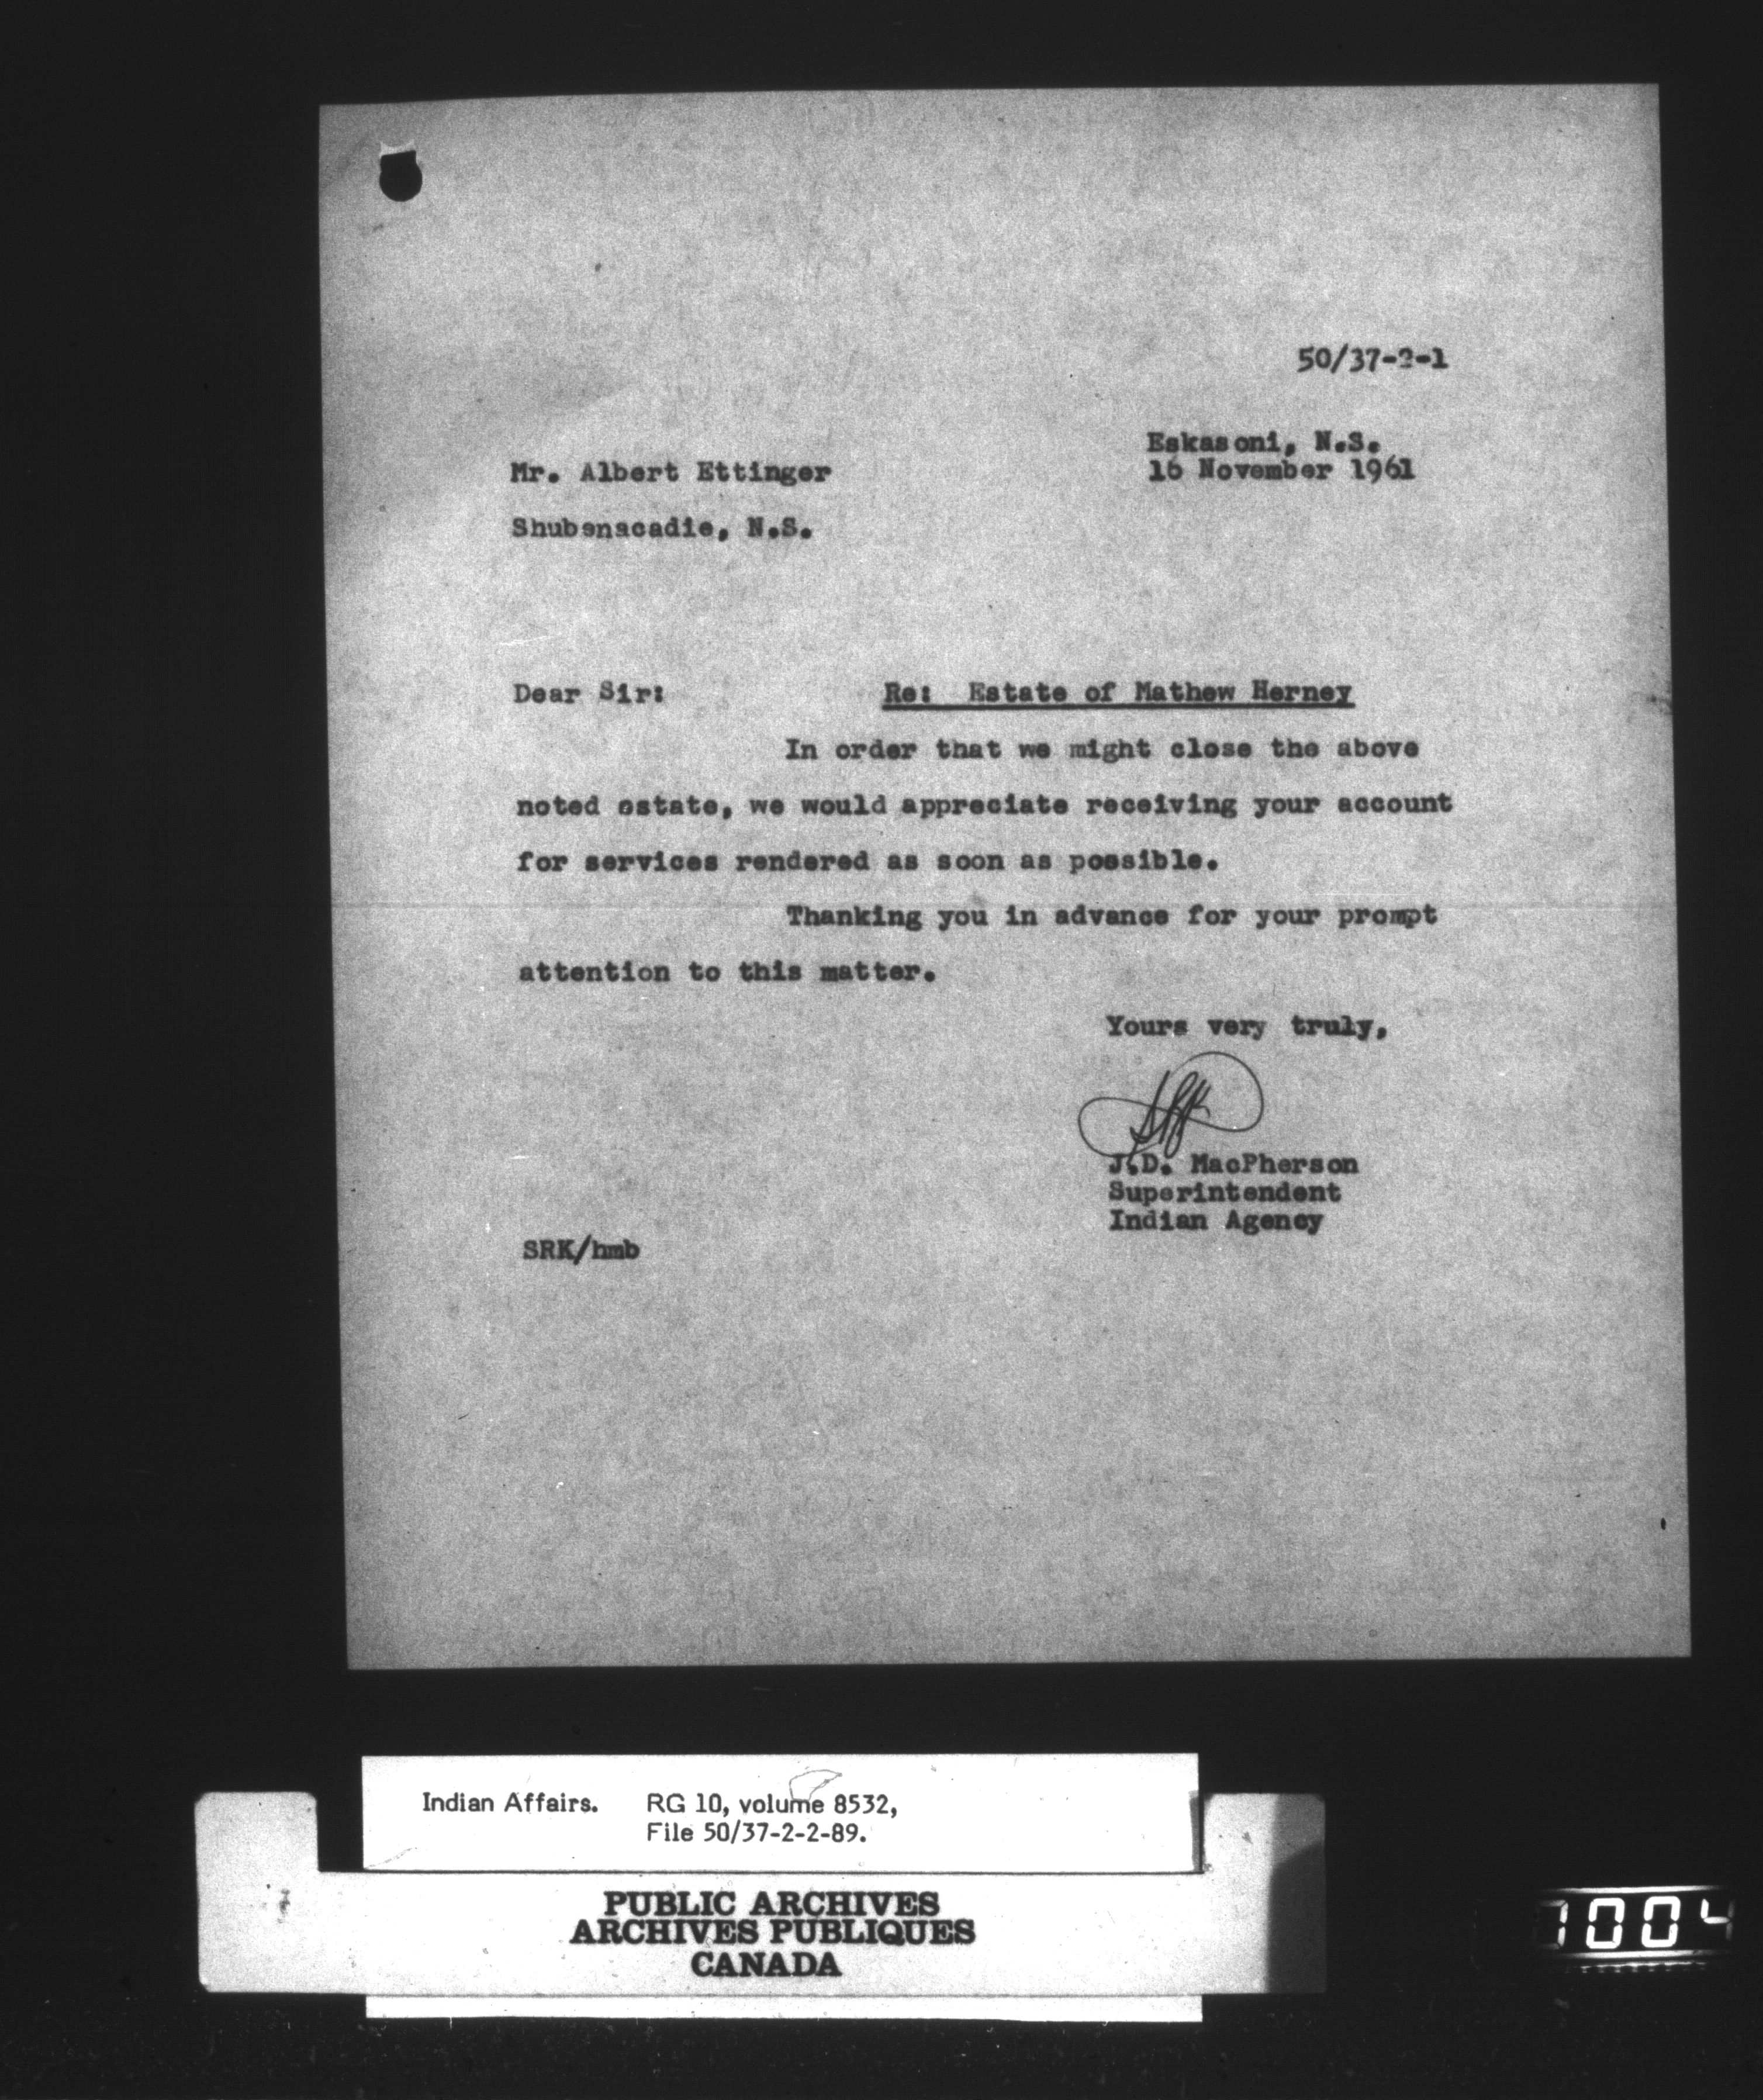 50/37-2-1
Eskasoni, N.S.
16 November 1961
Mr. Albert Ettinger
Shubenacadie, N.S.
Dear Sir: Re: Estate of Mathew Herney
In order that we might close the above
noted estate, we would appreciate receiving your account
for services rendered as soon as possible.
Thanking you in advance for your prompt
attention to this matter.
Yours very truly,
J.D. MacPherson
Superintendent
Indian Agency
SRK/hmb
Indian Affairs. RG 10, volume 8532,
File 50/37-2-2-89.
PUBLIC ARCHIVES
ARCHIVES PUBLIQUES
CANADA
1004